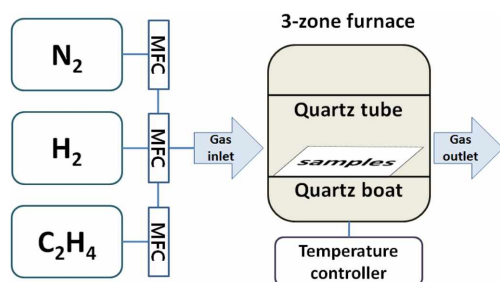 3-zone furnace
N₂
MFC
H₂
MFC
C₂H₄
MFC
Gas
inlet
Quartz tube
samples
Quartz boat
Gas
outlet
Temperature
controller